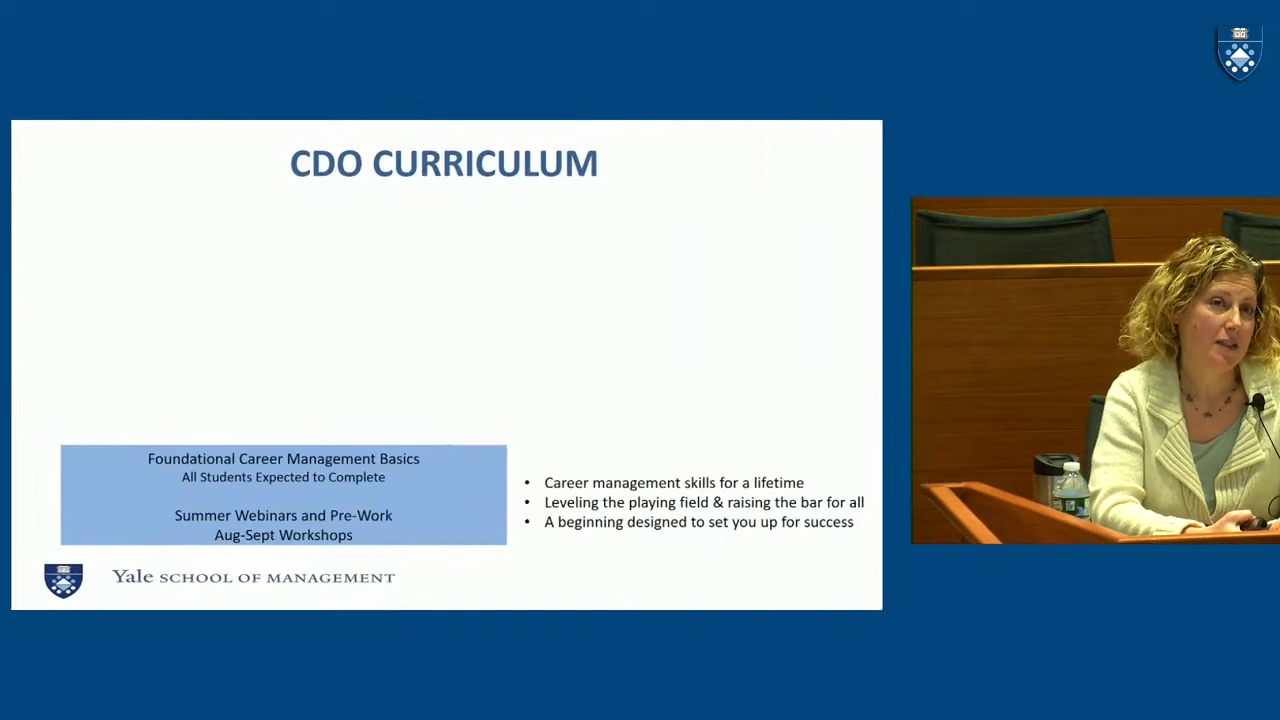 CDO CURRICULUM
Foundational Career Management Basics
All Students Expected to Complete
Summer Webinars and Pre-Work
Aug-Sept Workshops
• Career management skills for a lifetime
• Leveling the playing field & raising the bar for all
• A beginning designed to set you up for success
Yale SCHOOL OF MANAGEMENT